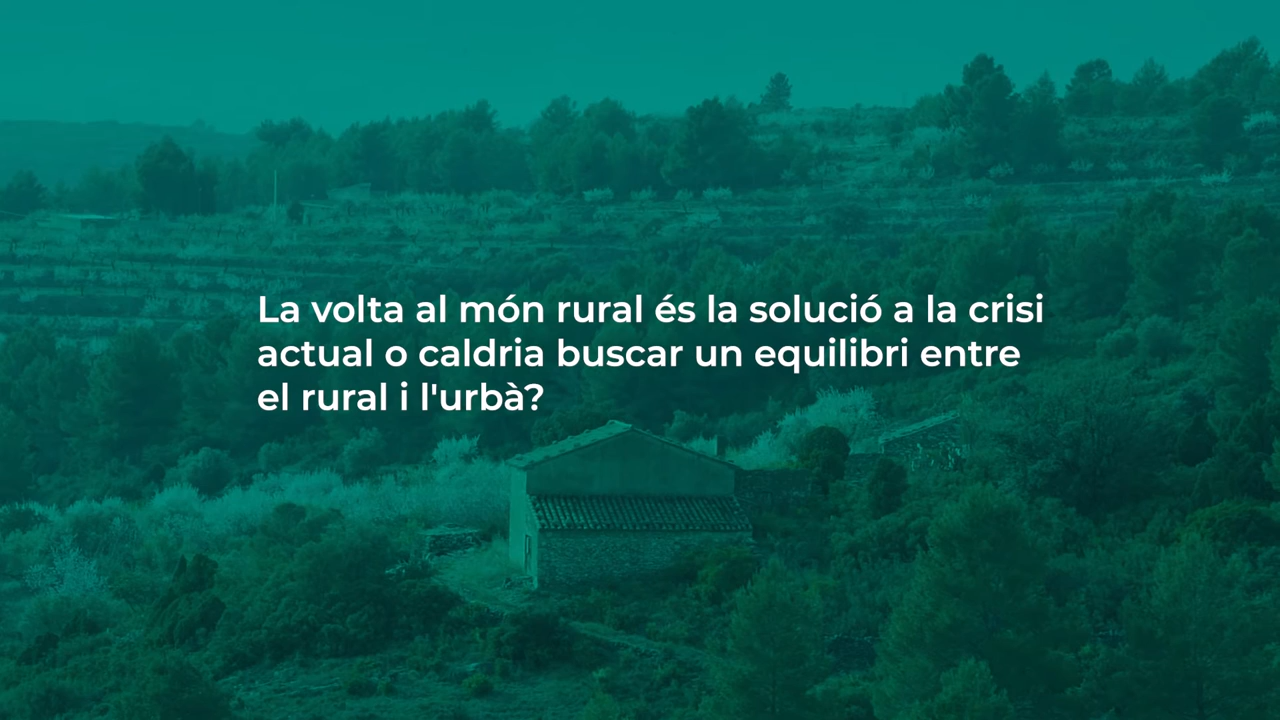 La volta al món rural és la solució a la crisi
actual o caldria buscar un equilibri entre
el rural i l'urbà?